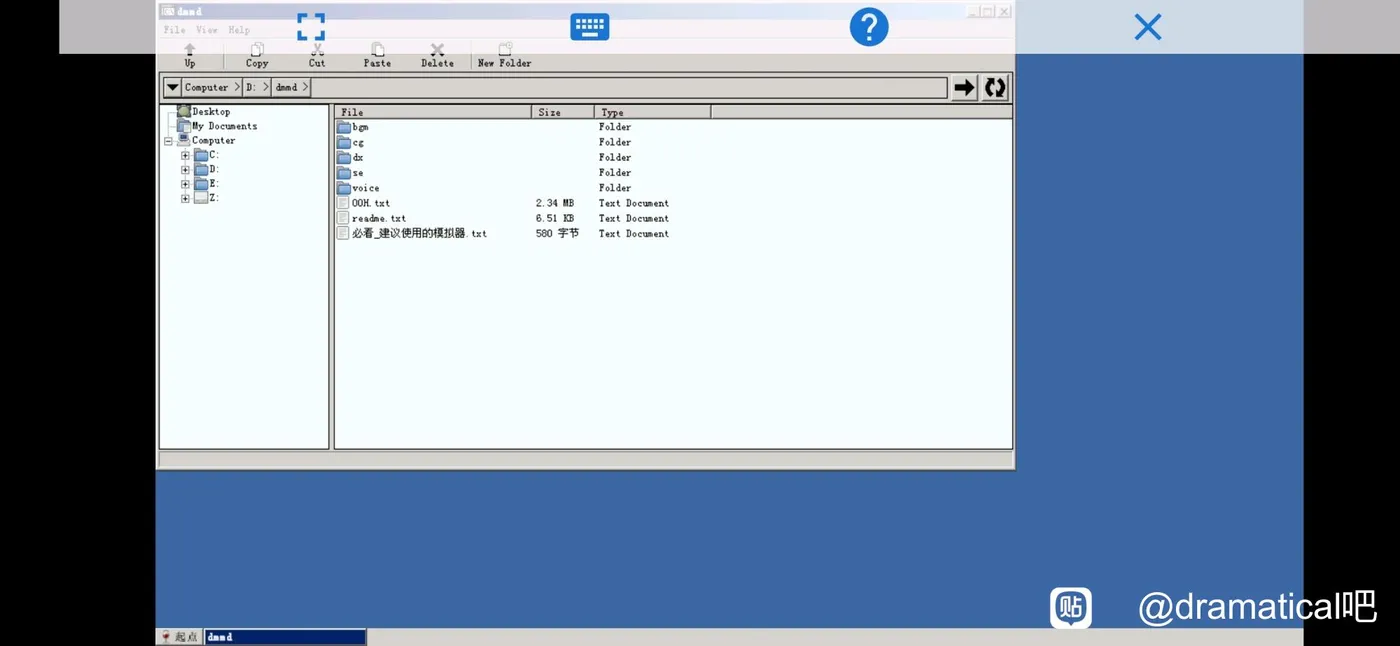 dmmd
File View Help
Up Copy Cut Paste Delete New Folder
Computer > D: > dmmd >
Desktop
My Documents
Computer
C:
D:
E:
Z:
File Size Type
bgm Folder
cg Folder
dx Folder
se Folder
voice Folder
OOH.txt 2.34 MB Text Document
readme.txt 6.51 KB Text Document
必看_建议使用的模拟器.txt 580 字节 Text Document
贴 @dramatical吧
起点 dmmd